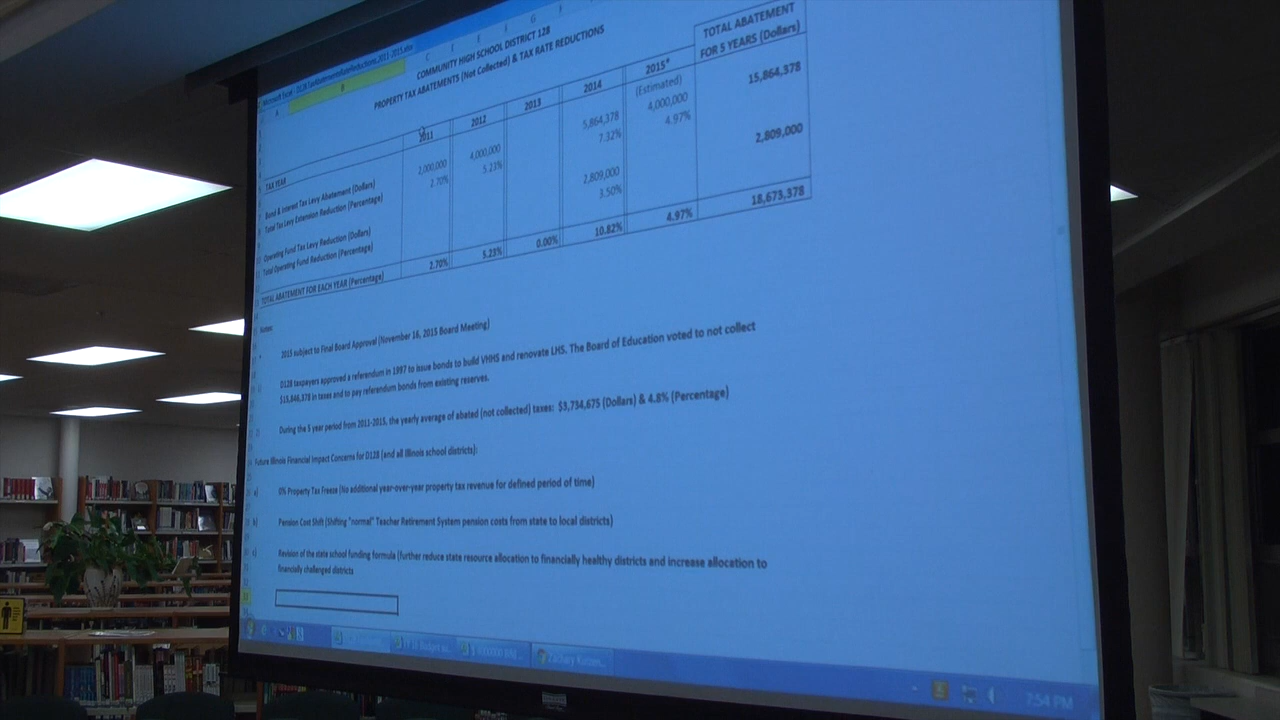 Microsoft Excel - D128TaxAbatementsRateReductions2011-2015.xlsx
COMMUNITY HIGH SCHOOL DISTRICT 128
PROPERTY TAX ABATEMENTS (Not Collected) & TAX RATE REDUCTIONS
TOTAL ABATEMENT
FOR 5 YEARS (Dollars)
TAX YEAR 2011 2012 2013 2014 2015*
(Estimated)
Bond & Interest Tax Levy Abatement (Dollars) 2,000,000 4,000,000 5,864,378 4,000,000 15,864,378
Total Tax Levy Extension Reduction (Percentage) 2.70% 5.23% 7.32% 4.97%
Operating Fund Tax Levy Reduction (Dollars) 2,809,000 2,809,000
Total Operating Fund Reduction (Percentage) 3.50%
TOTAL ABATEMENT FOR EACH YEAR (Percentage) 2.70% 5.23% 0.00% 10.82% 4.97% 18,673,378
Notes:
* 2015 subject to Final Board Approval (November 16, 2015 Board Meeting)
D128 taxpayers approved a referendum in 1997 to issue bonds to build VHHS and renovate LHS. The Board of Education voted to not collect
$15,846,378 in taxes and to pay referendum bonds from existing reserves.
During the 5 year period from 2011-2015, the yearly average of abated (not collected) taxes: $3,734,675 (Dollars) & 4.8% (Percentage)
Future Illinois Financial Impact Concerns for D128 (and all Illinois school districts):
a) 0% Property Tax Freeze (No additional year-over-year property tax revenue for defined period of time)
b) Pension Cost Shift (Shifting "normal" Teacher Retirement System pension costs from state to local districts)
c) Revision of the state school funding formula (further reduce state resource allocation to financially healthy districts and increase allocation to
financially challenged districts
7:54 PM